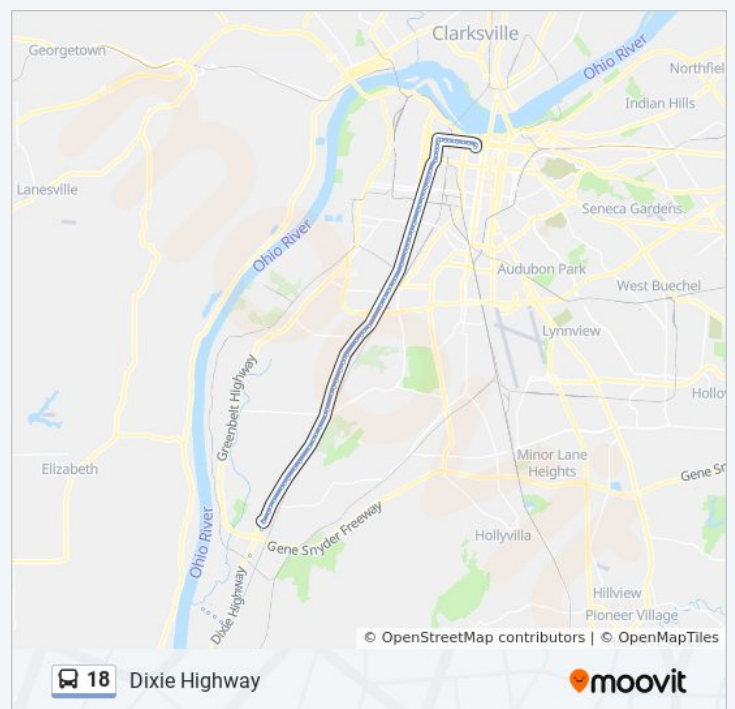 Clarksville
Georgetown
Ohio River
Northfiel
Indian Hills
Lanesville
Seneca Gardens
Ohio River
Audubon Park
West Buechel
Lynnview
Greenbelt Highway
Hollow
Minor Lane
Heights
Elizabeth
Gene Sn
Gene Snyder Freeway
Hollyvilla
Ohio River
Dixie Highway
Hillview
Pioneer Village
© OpenStreetMap contributors | © OpenMapTiles
18 Dixie Highway
moovit
moovit